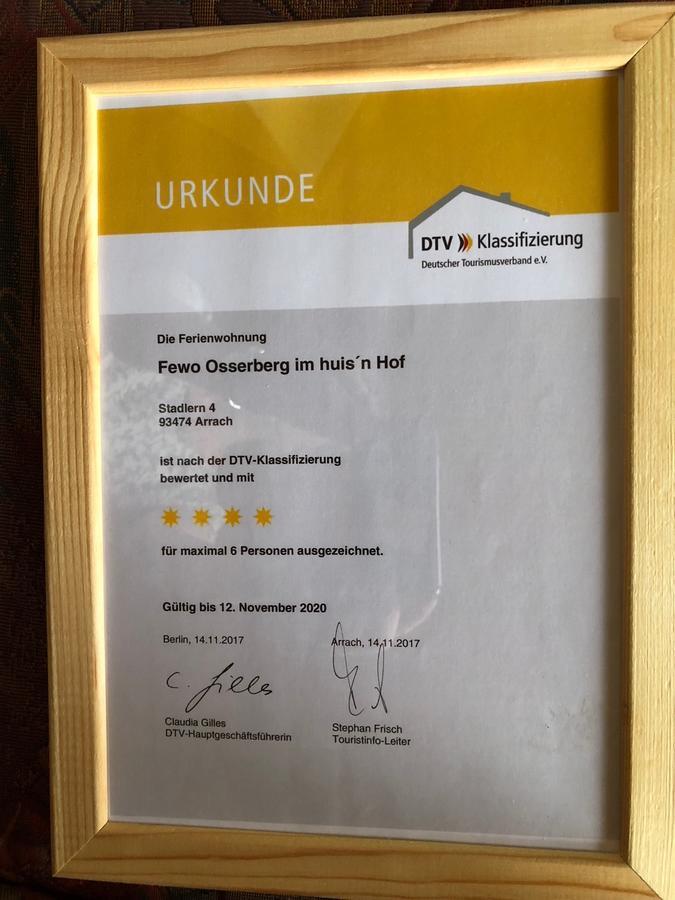 URKUNDE
DTV Klassifizierung
Deutscher Tourismusverband e.V.
Die Ferienwohnung
Fewo Osserberg im huis´n Hof
Stadlern 4
93474 Arrach
ist nach der DTV-Klassifizierung
bewertet und mit
für maximal 6 Personen ausgezeichnet.
Gültig bis 12. November 2020
Berlin, 14.11.2017
Arrach, 14.11.2017
C. Gilles
Claudia Gilles
DTV-Hauptgeschäftsführerin
Stephan Frisch
Touristinfo-Leiter